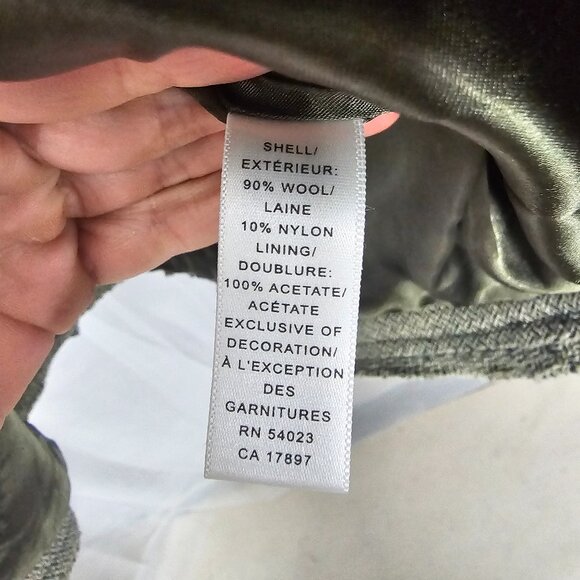 SHELL/
EXTÉRIEUR:
90% WOOL/
LAINE
10% NYLON
LINING/
DOUBLURE:
100% ACETATE/
ACÉTATE
EXCLUSIVE OF
DECORATION/
À L'EXCEPTION
DES
GARNITURES
RN 54023
CA 17897